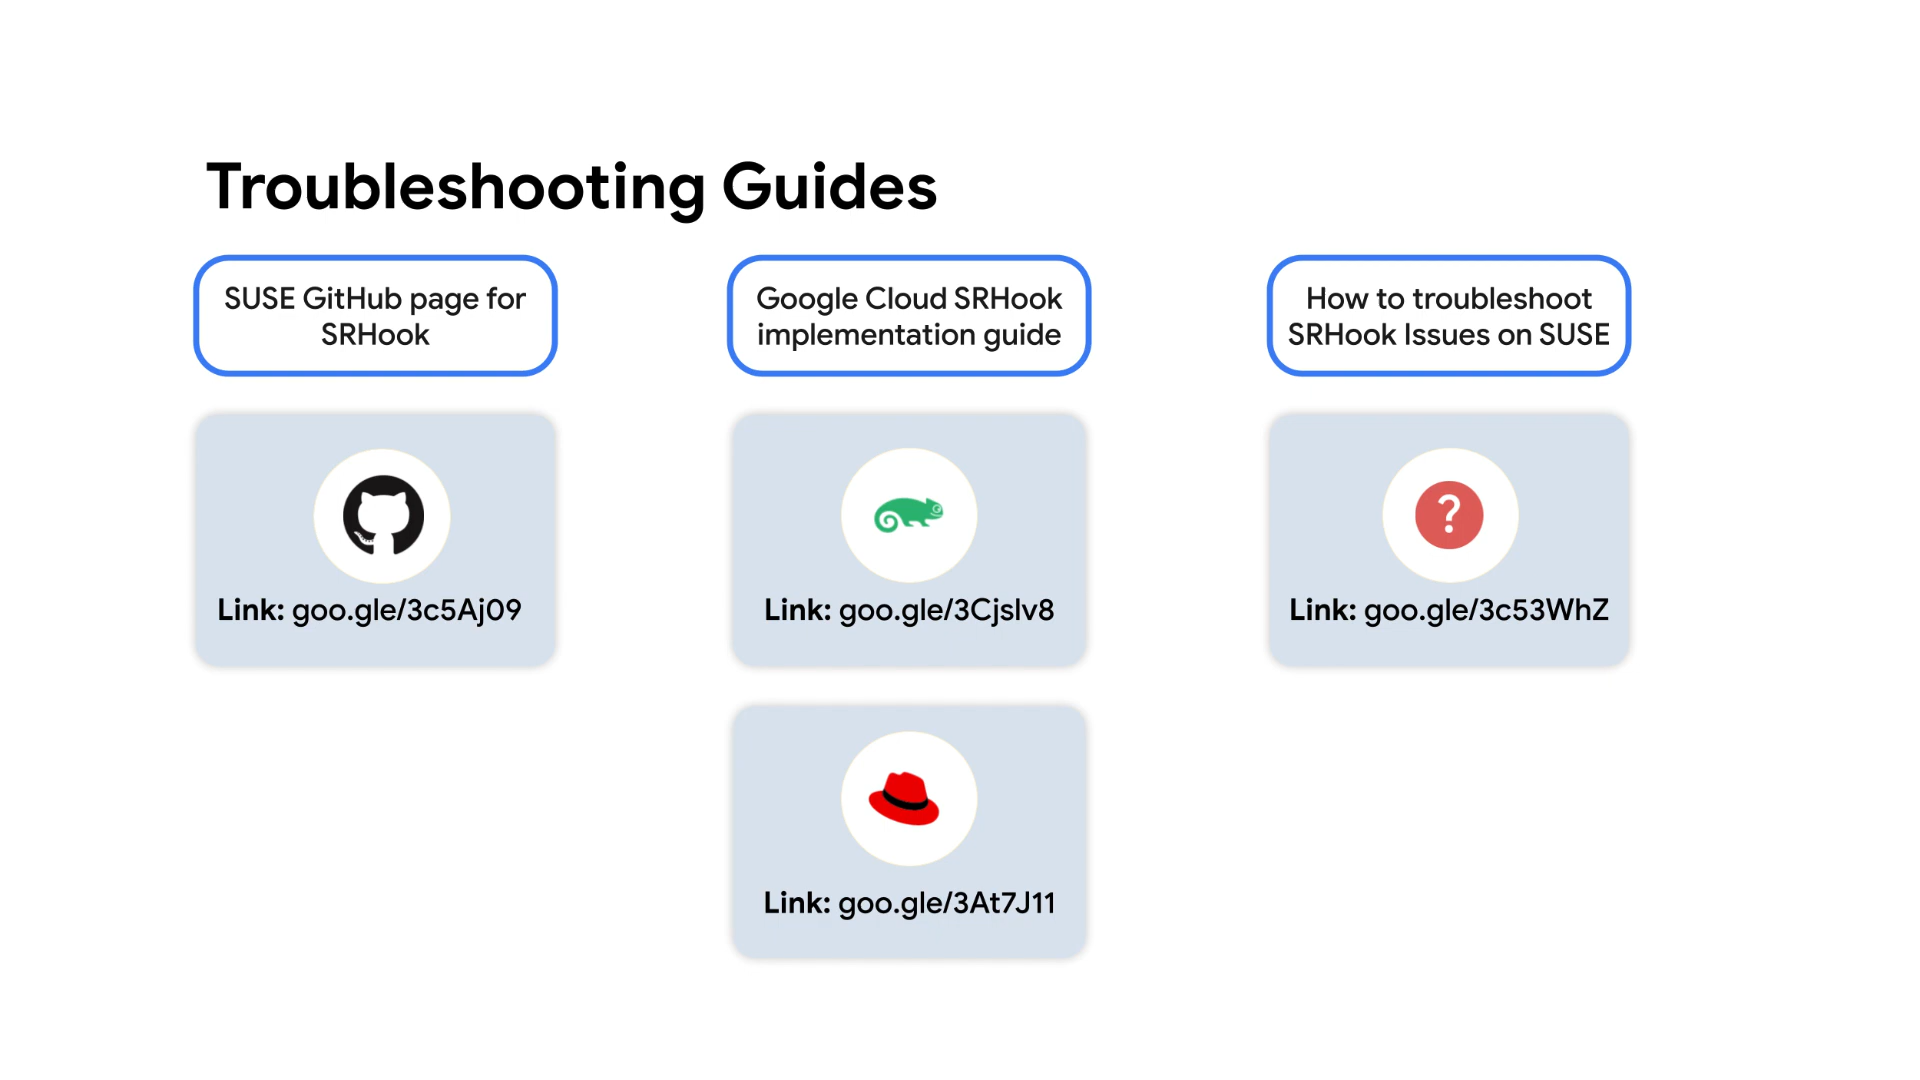 Troubleshooting Guides
SUSE GitHub page for
SRHook
Link: goo.gle/3c5Aj09
Google Cloud SRHook
implementation guide
Link: goo.gle/3Cjslv8
Link: goo.gle/3At7J11
How to troubleshoot
SRHook Issues on SUSE
?
Link: goo.gle/3c53WhZ